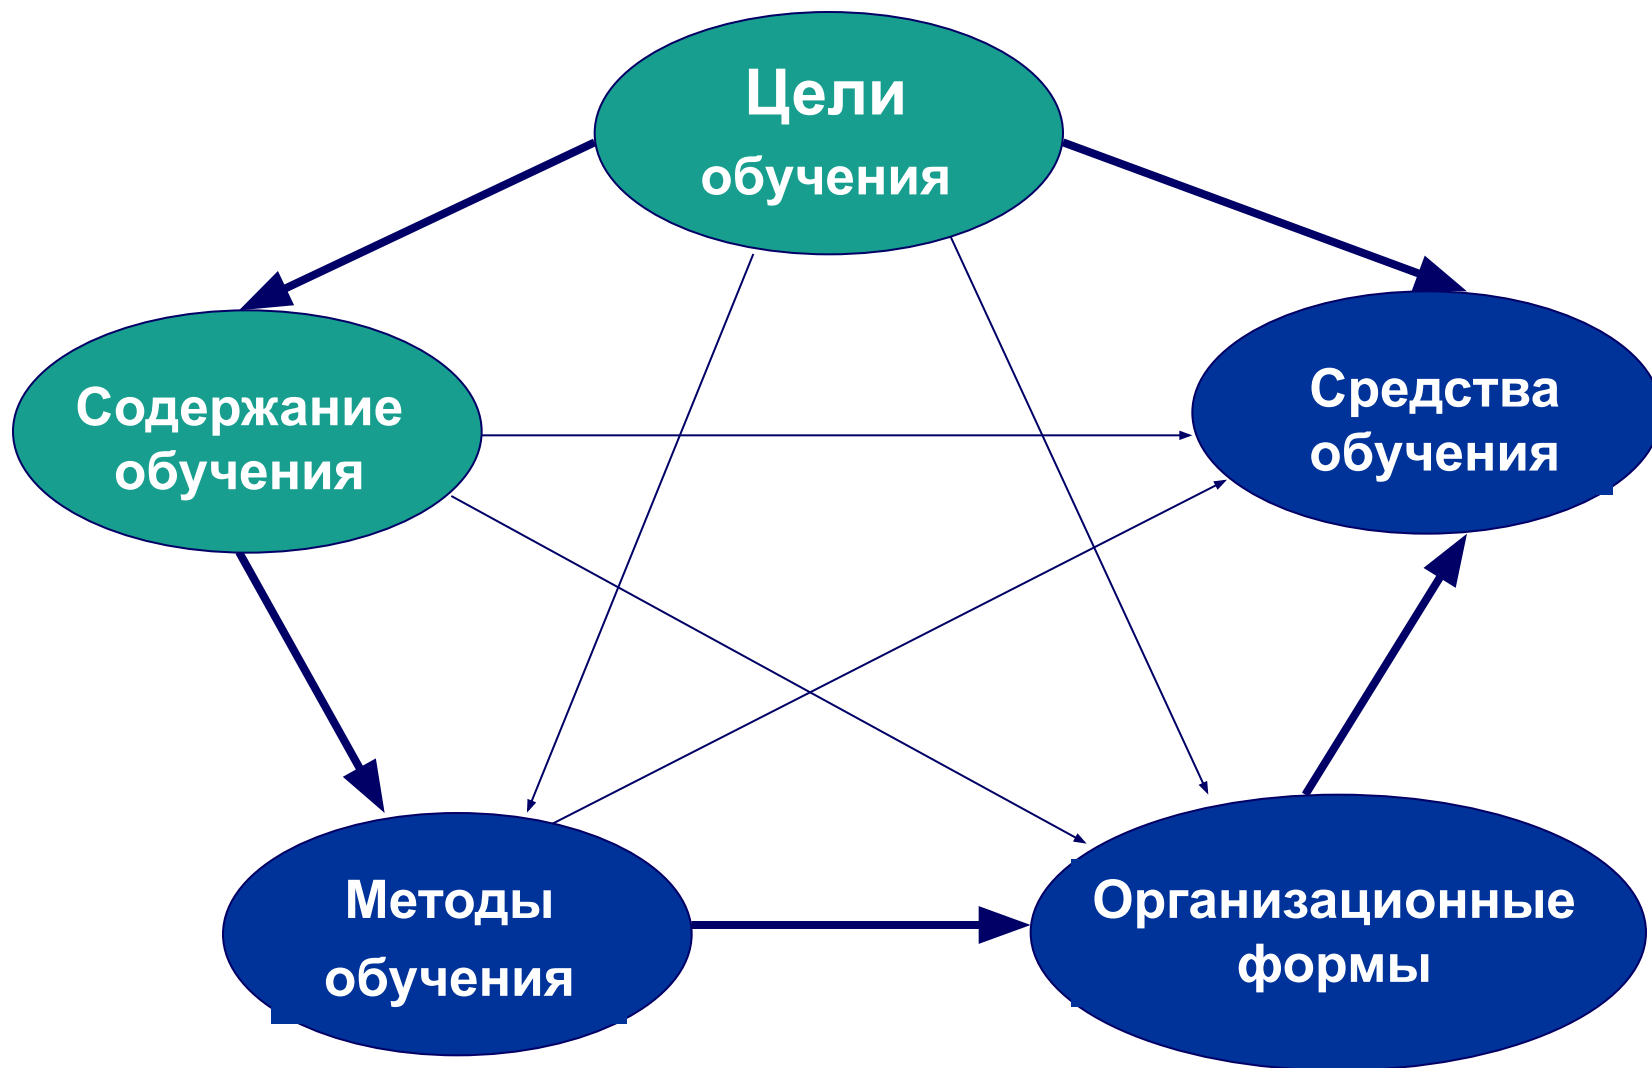 Цели
обучения
Содержание
обучения
Средства
обучения
Методы
обучения
Организационные
формы